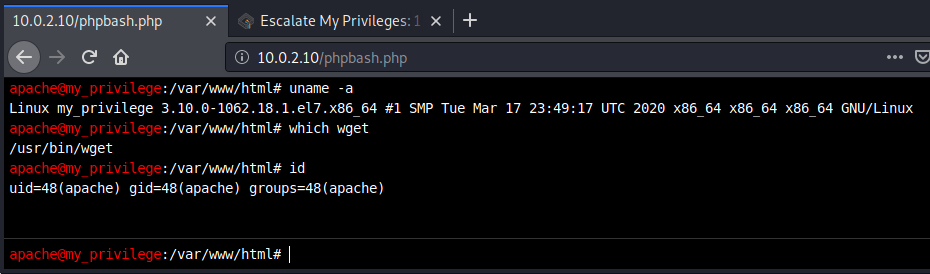 10.0.2.10/phpbash.php
Escalate My Privileges: 1
10.0.2.10/phpbash.php
apache@my_privilege:/var/www/html# uname -a
Linux my_privilege 3.10.0-1062.18.1.el7.x86_64 #1 SMP Tue Mar 17 23:49:17 UTC 2020 x86_64 x86_64 x86_64 GNU/Linux
apache@my_privilege:/var/www/html# which wget
/usr/bin/wget
apache@my_privilege:/var/www/html# id
uid=48(apache) gid=48(apache) groups=48(apache)
apache@my_privilege:/var/www/html#